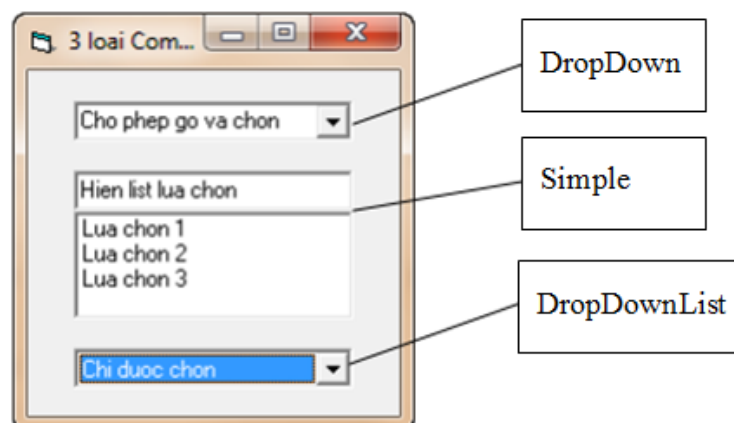 3 loai Com...
Cho phep go va chon
DropDown
Hien list lua chon
Simple
Lua chon 1
Lua chon 2
Lua chon 3
DropDownList
Chi duoc chon